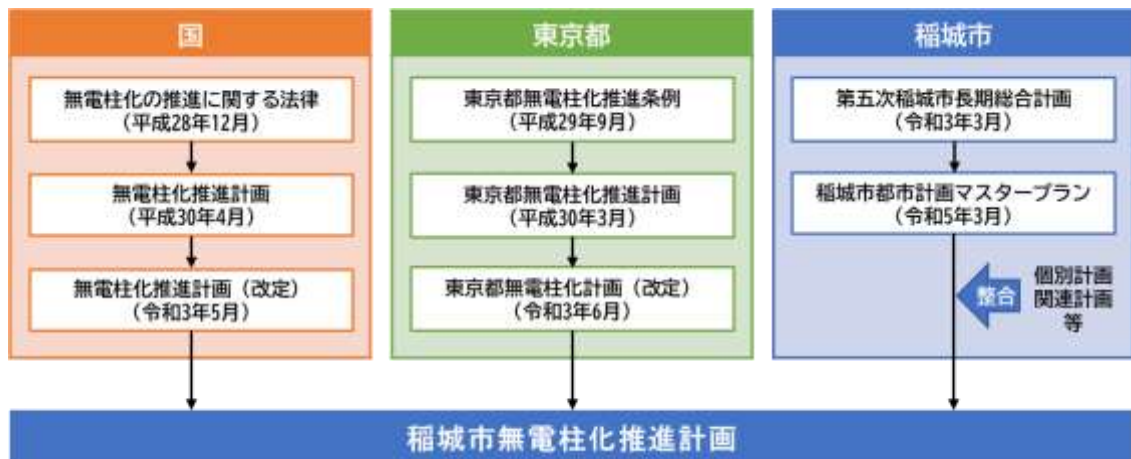 国
無電柱化の推進に関する法律
（平成28年12月）
無電柱化推進計画
（平成30年4月）
無電柱化推進計画（改定）
（令和3年5月）
東京都
東京都無電柱化推進条例
（平成29年9月）
東京都無電柱化推進計画
（平成30年3月）
東京都無電柱化計画（改定）
（令和3年6月）
稲城市
第五次稲城市長期総合計画
（令和3年3月）
稲城市都市計画マスタープラン
（令和5年3月）
整合
個別計画
関連計画
等
稲城市無電柱化推進計画